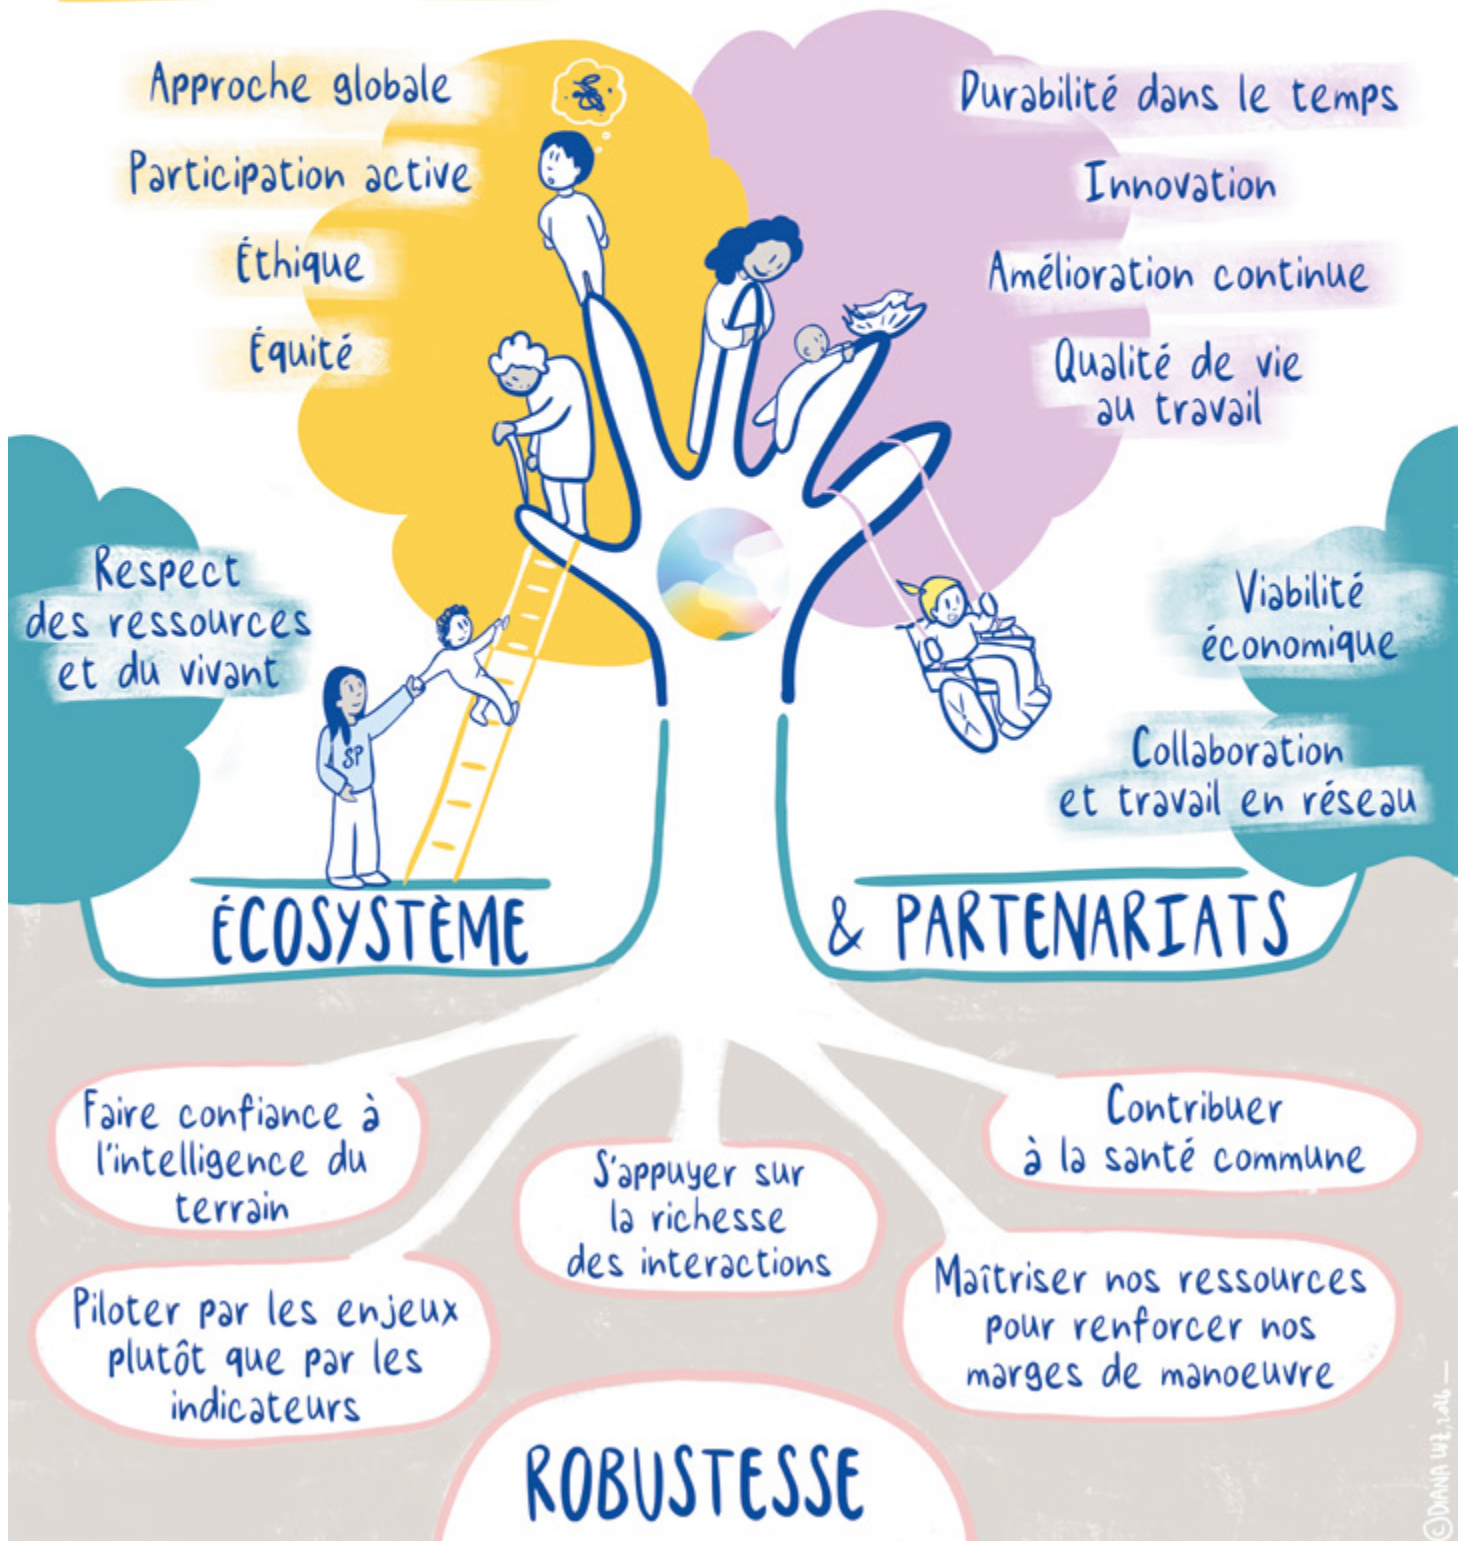 Approche globale
Participation active
Éthique
Équité
Durabilité dans le temps
Innovation
Amélioration continue
Qualité de vie
au travail
Respect
des ressources
et du vivant
SP
Viabilité
économique
Collaboration
et travail en réseau
ÉCOSYSTÈME
& PARTENARIATS
Faire confiance à
l'intelligence du
terrain
Piloter par les enjeux
plutôt que par les
indicateurs
S'appuyer sur
la richesse
des interactions
Contribuer
à la santé commune
Maîtriser nos ressources
pour renforcer nos
marges de manoeuvre
ROBUSTESSE
©DIANA LUZ,